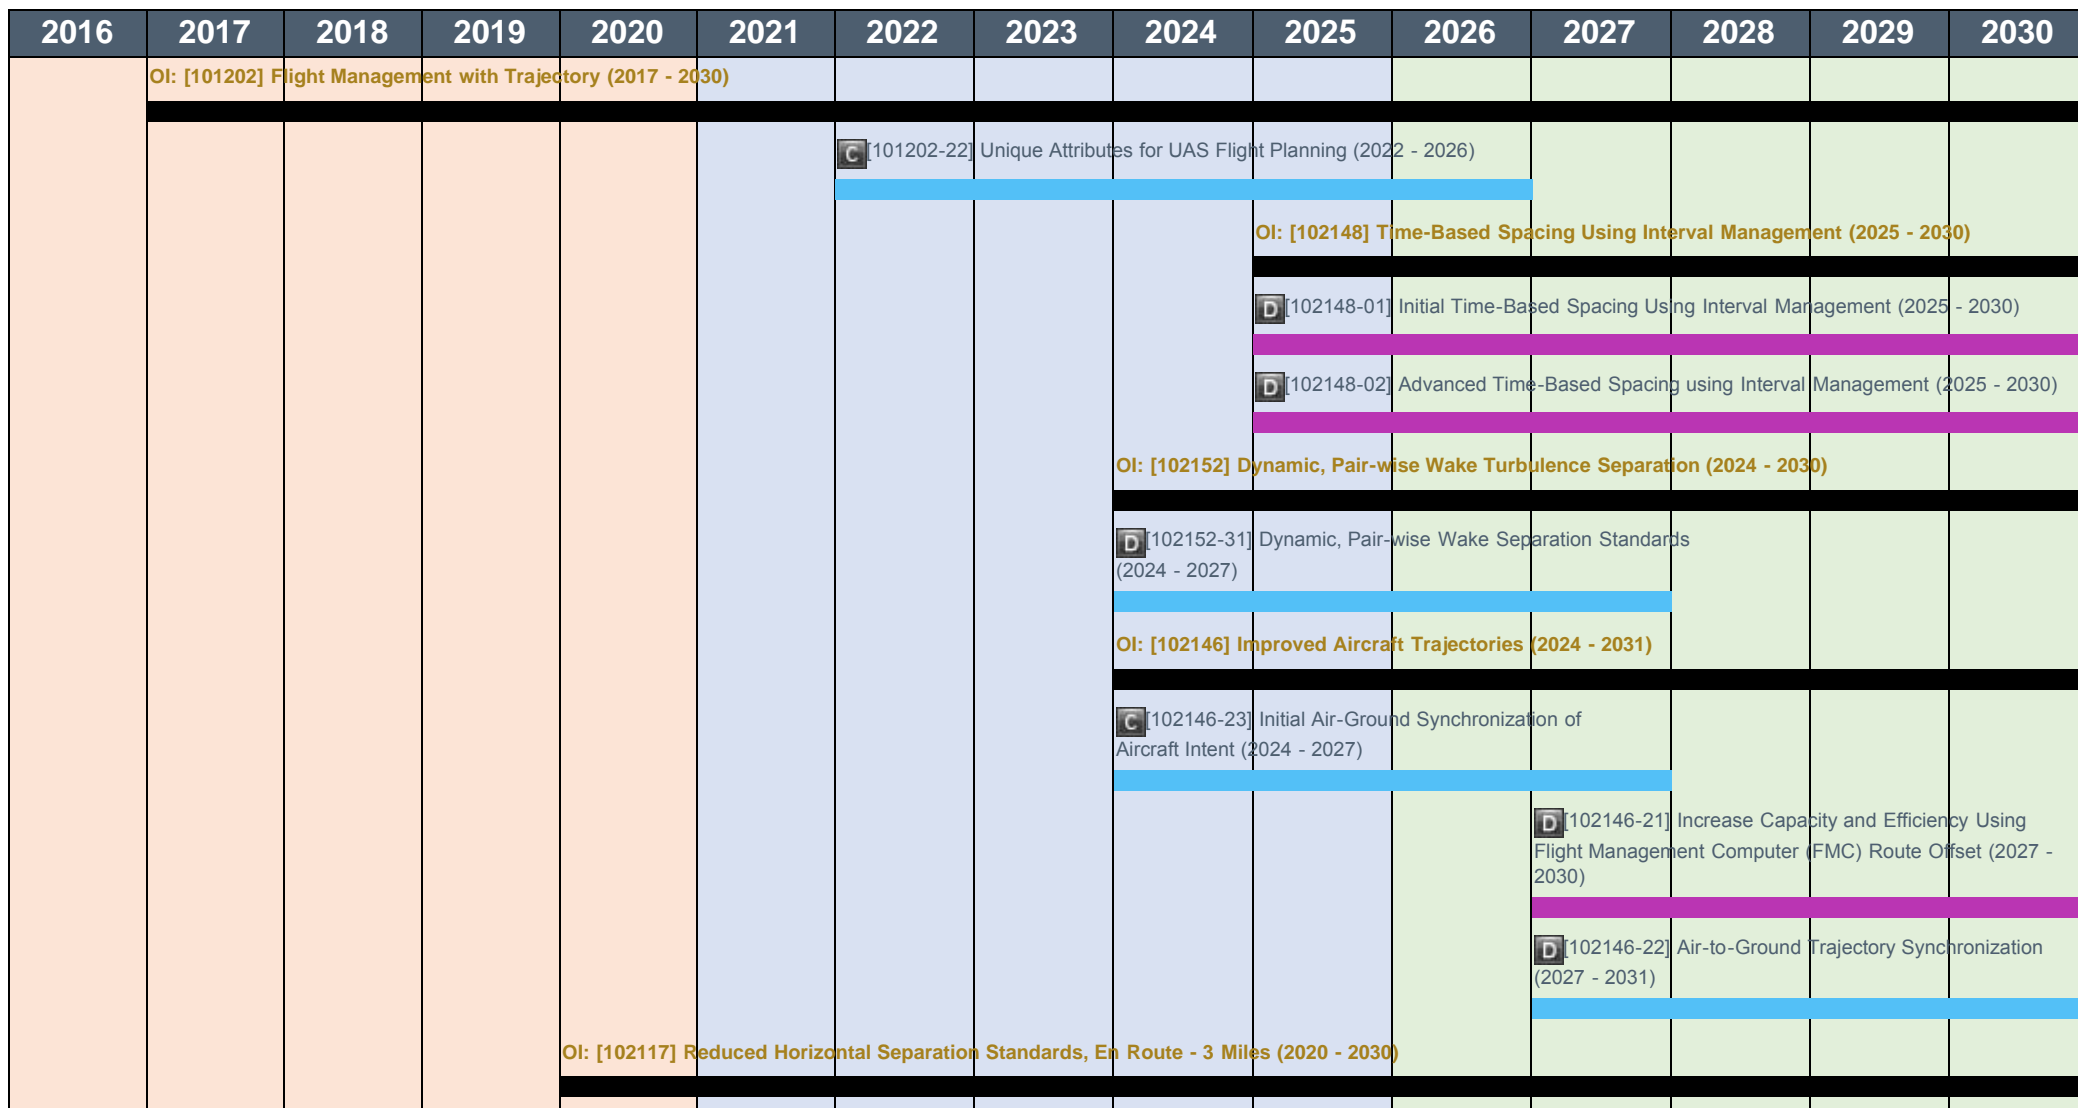 2016 2017 2018 2019 2020 2021 2022 2023 2024 2025 2026 2027 2028 2029 2030
OI: [101202] Flight Management with Trajectory (2017 - 2030)
C [101202-22] Unique Attributes for UAS Flight Planning (2022 - 2026)
OI: [102148] Time-Based Spacing Using Interval Management (2025 - 2030)
D [102148-01] Initial Time-Based Spacing Using Interval Management (2025 - 2030)
D [102148-02] Advanced Time-Based Spacing using Interval Management (2025 - 2030)
OI: [102152] Dynamic, Pair-wise Wake Turbulence Separation (2024 - 2030)
D [102152-31] Dynamic, Pair-wise Wake Separation Standards
(2024 - 2027)
OI: [102146] Improved Aircraft Trajectories (2024 - 2031)
C [102146-23] Initial Air-Ground Synchronization of
Aircraft Intent (2024 - 2027)
D [102146-21] Increase Capacity and Efficiency Using
Flight Management Computer (FMC) Route Offset (2027 -
2030)
D [102146-22] Air-to-Ground Trajectory Synchronization
(2027 - 2031)
OI: [102117] Reduced Horizontal Separation Standards, En Route - 3 Miles (2020 - 2030)